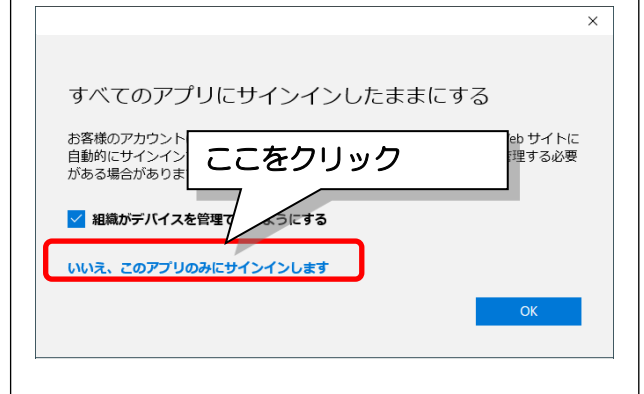 すべてのアプリにサインインしたままにする
お客様のアカウント
eb サイトに
自動的にサインイン
理する必要
がある場合がありま
ここをクリック
組織がデバイスを管理で ようにする
いいえ、このアプリのみにサインインします
OK